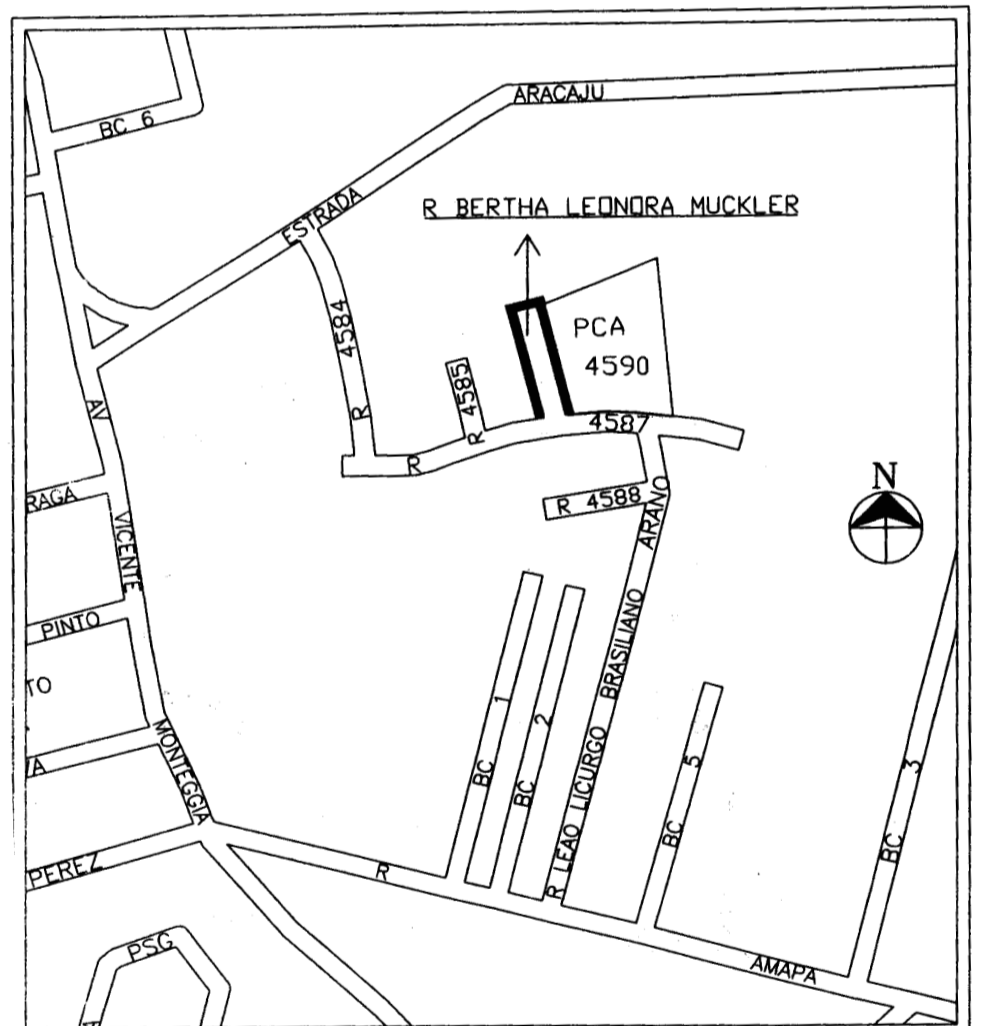 ARACAJU
BC 6
ESTRADA
R BERTHA LEONORA MUCKLER
R 4584
PCA
4590
R 4585
R 4587
AV VICENTE MONTEGGIA
N
RAGA
R 4588
R LEAO LICURGO BRASILIANO ARANO
PINTO
TO
BC 1
BC 2
BC 5
BC 3
VA
PEREZ
R AMAPA
PSG